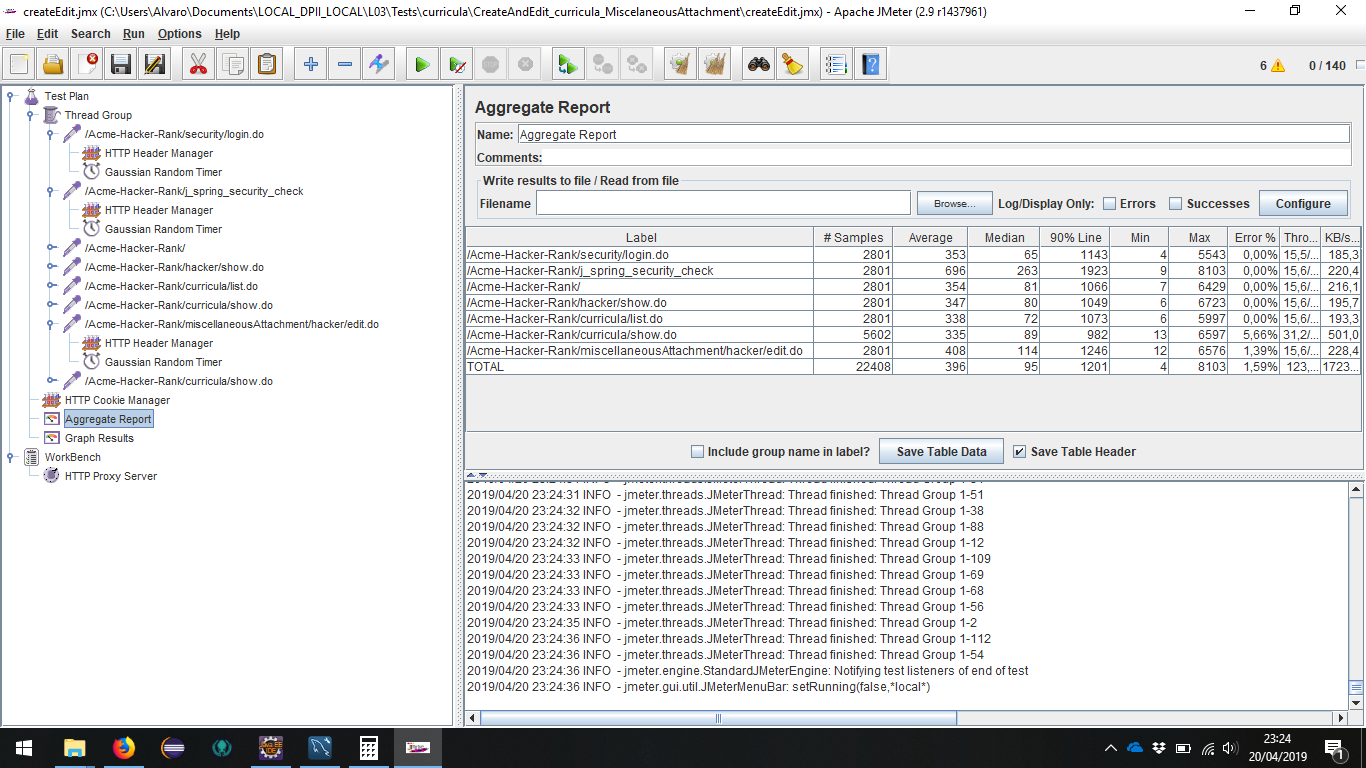 createEdit.jmx (C:\Users\Alvaro\Documents\LOCAL_DPII_LOCAL\L03\Tests\curricula\CreateAndEdit_curricula_MiscelaneousAttachment\createEdit.jmx) - Apache JMeter (2.9 r1437961)
File Edit Search Run Options Help
6 0 / 140
Test Plan
Thread Group
/Acme-Hacker-Rank/security/login.do
HTTP Header Manager
Gaussian Random Timer
/Acme-Hacker-Rank/j_spring_security_check
HTTP Header Manager
Gaussian Random Timer
/Acme-Hacker-Rank/
/Acme-Hacker-Rank/hacker/show.do
/Acme-Hacker-Rank/curricula/list.do
/Acme-Hacker-Rank/curricula/show.do
/Acme-Hacker-Rank/miscellaneousAttachment/hacker/edit.do
HTTP Header Manager
Gaussian Random Timer
/Acme-Hacker-Rank/curricula/show.do
HTTP Cookie Manager
Aggregate Report
Graph Results
WorkBench
HTTP Proxy Server
Aggregate Report
Name: Aggregate Report
Comments:
Write results to file / Read from file
Filename Browse... Log/Display Only: Errors Successes Configure
Label # Samples Average Median 90% Line Min Max Error % Thro... KB/s...
/Acme-Hacker-Rank/security/login.do 2801 353 65 1143 4 5543 0,00% 15,5/... 185,3
/Acme-Hacker-Rank/j_spring_security_check 2801 696 263 1923 9 8103 0,00% 15,6/... 220,4
/Acme-Hacker-Rank/ 2801 354 81 1066 7 6429 0,00% 15,6/... 216,1
/Acme-Hacker-Rank/hacker/show.do 2801 347 80 1049 6 6723 0,00% 15,6/... 195,7
/Acme-Hacker-Rank/curricula/list.do 2801 338 72 1073 6 5997 0,00% 15,6/... 193,3
/Acme-Hacker-Rank/curricula/show.do 5602 335 89 982 13 6597 5,66% 31,2/... 501,0
/Acme-Hacker-Rank/miscellaneousAttachment/hacker/edit.do 2801 408 114 1246 12 6576 1,39% 15,6/... 228,4
TOTAL 22408 396 95 1201 4 8103 1,59% 123,... 1723...
Include group name in label? Save Table Data Save Table Header
2019/04/20 23:24:31 INFO - jmeter.threads.JMeterThread: Thread finished: Thread Group 1-51
2019/04/20 23:24:32 INFO - jmeter.threads.JMeterThread: Thread finished: Thread Group 1-38
2019/04/20 23:24:32 INFO - jmeter.threads.JMeterThread: Thread finished: Thread Group 1-88
2019/04/20 23:24:32 INFO - jmeter.threads.JMeterThread: Thread finished: Thread Group 1-12
2019/04/20 23:24:33 INFO - jmeter.threads.JMeterThread: Thread finished: Thread Group 1-109
2019/04/20 23:24:33 INFO - jmeter.threads.JMeterThread: Thread finished: Thread Group 1-69
2019/04/20 23:24:33 INFO - jmeter.threads.JMeterThread: Thread finished: Thread Group 1-68
2019/04/20 23:24:33 INFO - jmeter.threads.JMeterThread: Thread finished: Thread Group 1-56
2019/04/20 23:24:35 INFO - jmeter.threads.JMeterThread: Thread finished: Thread Group 1-2
2019/04/20 23:24:36 INFO - jmeter.threads.JMeterThread: Thread finished: Thread Group 1-112
2019/04/20 23:24:36 INFO - jmeter.threads.JMeterThread: Thread finished: Thread Group 1-54
2019/04/20 23:24:36 INFO - jmeter.engine.StandardJMeterEngine: Notifying test listeners of end of test
2019/04/20 23:24:36 INFO - jmeter.gui.util.JMeterMenuBar: setRunning(false,*local*)
23:24
20/04/2019
1